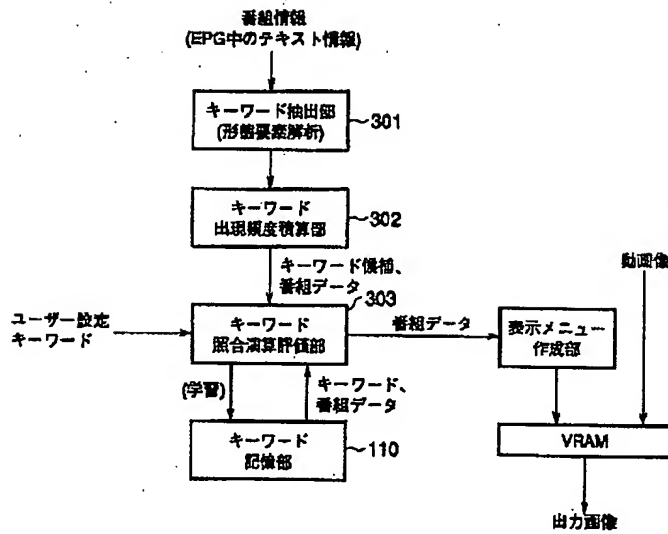 番組情報
(EPG中のテキスト情報)
キーワード抽出部
(形態要素解析)
301
キーワード
出現頻度積算部
302
キーワード候補、
番組データ
303
ユーザー設定
キーワード
キーワード
照合演算評価部
番組データ
表示メニュー
作成部
動画像
(学習)
キーワード、
番組データ
キーワード
記憶部
110
VRAM
出力画像